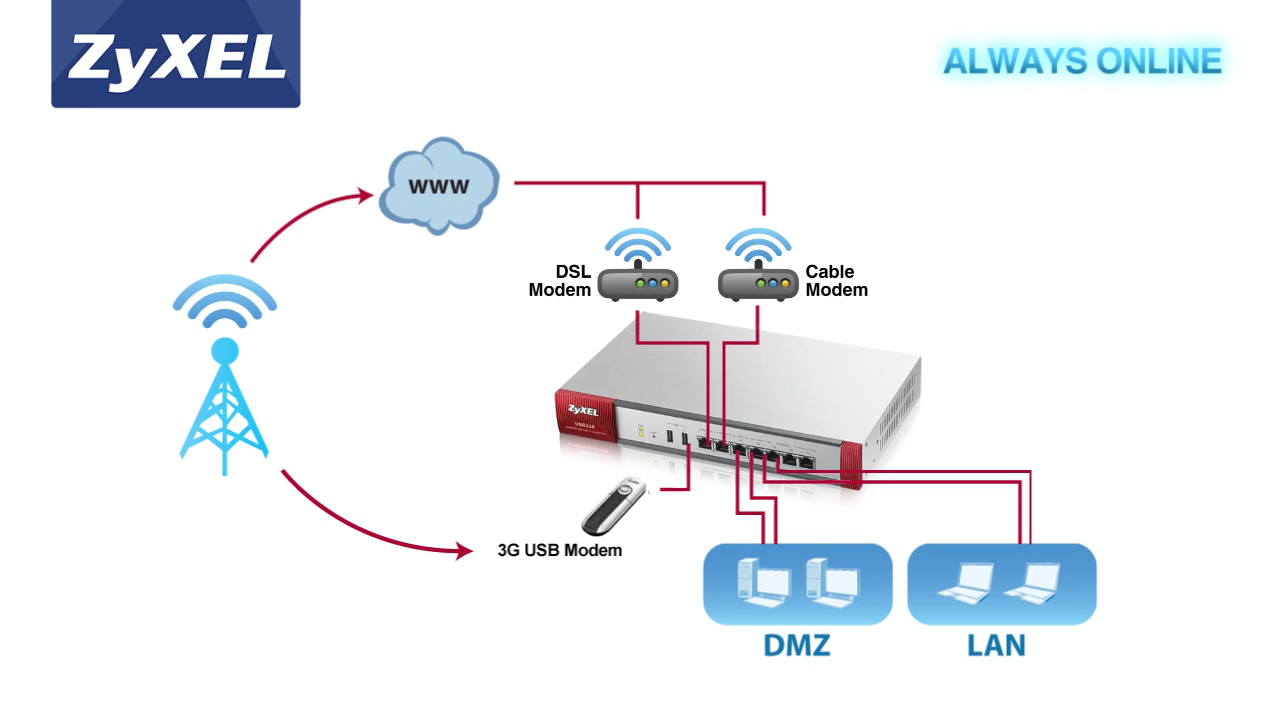 ZyXEL
ALWAYS ONLINE
www
DSL
Modem
Cable
Modem
ZyXEL
3G USB Modem
DMZ
LAN